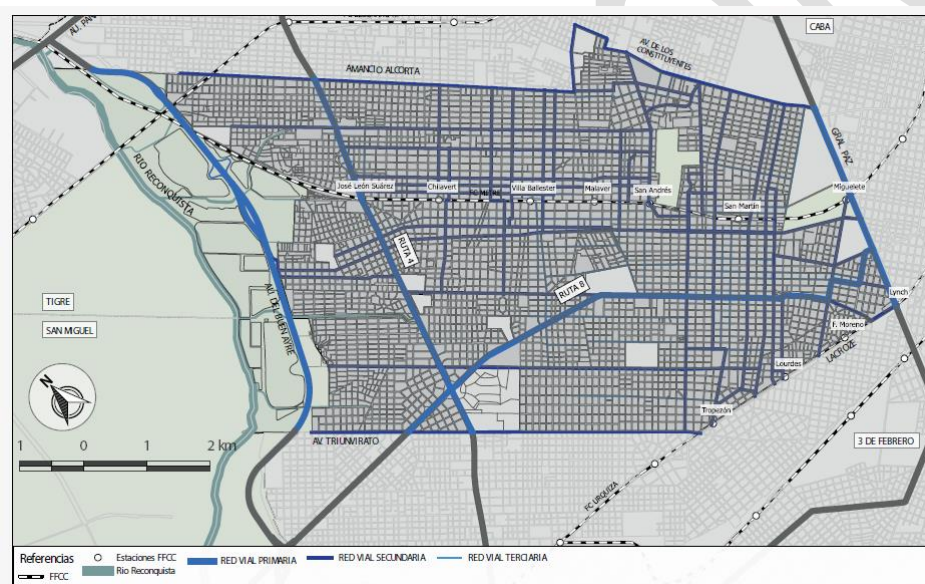 CABA
AV. DE LOS
CONSTITUYENTES
AMANCIO ALCORTA
GRAL PAZ
RIO RECONQUISTA
José León Suárez
Chilavert
FC MITRE
Villa Ballester
Malaver
San Andrés
San Martín
Miguelete
RUTA 4
RUTA 8
AU. DEL BUEN AYRE
Lynch
TIGRE
SAN MIGUEL
F. Moreno
LACROZE
Lourdes
N
Tropezón
AV. TRIUNVIRATO
3 DE FEBRERO
1 0 1 2 km
FC URQUIZA
Referencias
Estaciones FFCC
RED VIAL PRIMARIA
RED VIAL SECUNDARIA
RED VIAL TERCIARIA
FFCC
Rio Reconquista